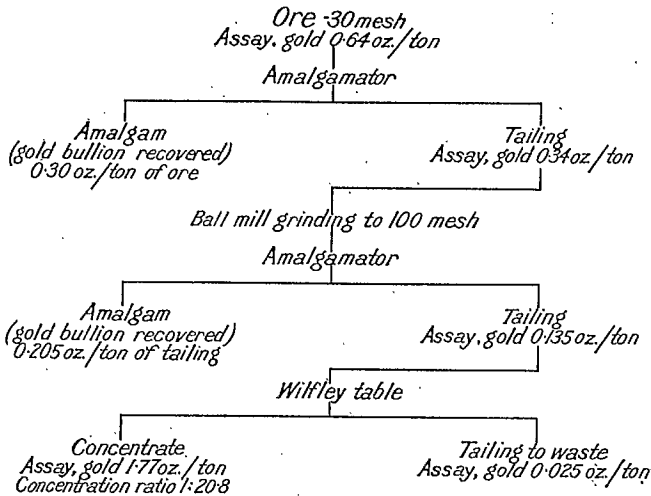 Ore -30 mesh
Assay, gold 0·64 oz./ton
Amalgamator
Amalgam
(gold bullion recovered)
0·30 oz./ton of ore
Tailing
Assay, gold 0·34 oz./ton
Ball mill grinding to 100 mesh
Amalgamator
Amalgam
(gold bullion recovered)
0·205 oz./ton of tailing
Tailing
Assay, gold 0·135 oz./ton
Wilfley table
Concentrate
Assay, gold 1·77 oz./ton
Concentration ratio 1:20·8
Tailing to waste
Assay, gold 0·025 oz./ton